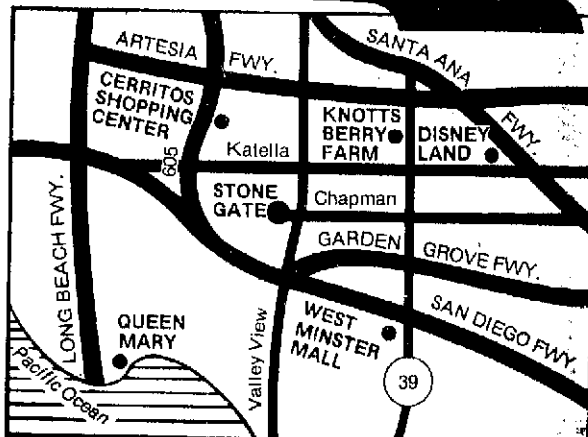 ARTESIA FWY.
SANTA ANA FWY.
CERRITOS
SHOPPING
CENTER
KNOTTS
BERRY
FARM
DISNEY
LAND
605
Katella
STONE
GATE
Chapman
GARDEN GROVE FWY.
LONG BEACH FWY.
QUEEN
MARY
Valley View
WEST
MINSTER
MALL
SAN DIEGO FWY.
39
Pacific Ocean